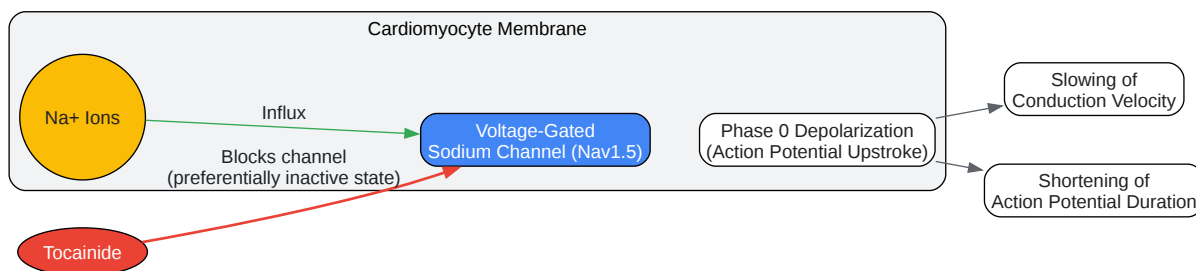 Cardiomyocyte Membrane
Na+ Ions
Influx
Voltage-Gated
Sodium Channel (Nav1.5)
Phase 0 Depolarization
(Action Potential Upstroke)
Slowing of
Conduction Velocity
Blocks channel
(preferentially inactive state)
Shortening of
Action Potential Duration
Tocainide